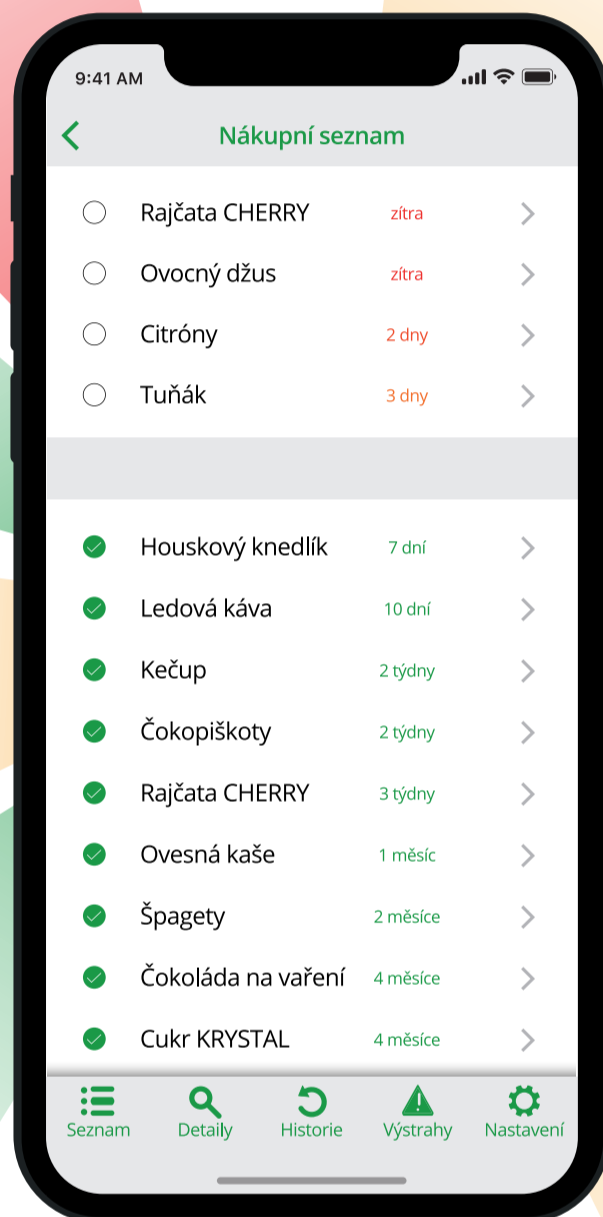 9:41 AM
Nákupní seznam
Rajčata CHERRY zítra
Ovocný džus zítra
Citróny 2 dny
Tuňák 3 dny
Houskový knedlík 7 dní
Ledová káva 10 dní
Kečup 2 týdny
Čokopiškoty 2 týdny
Rajčata CHERRY 3 týdny
Ovesná kaše 1 měsíc
Špagety 2 měsíce
Čokoláda na vaření 4 měsíce
Cukr KRYSTAL 4 měsíce
Seznam Detaily Historie Výstrahy Nastavení